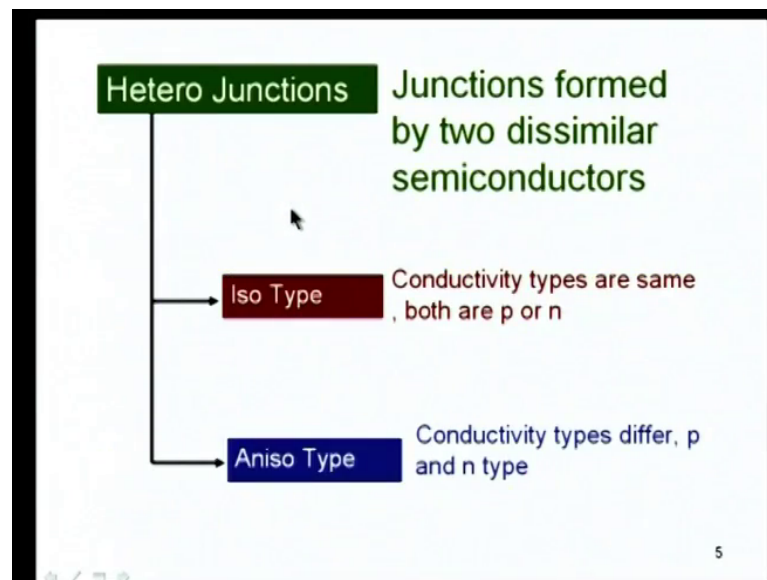 Hetero Junctions
Junctions formed
by two dissimilar
semiconductors
Iso Type
Conductivity types are same
, both are p or n
Aniso Type
Conductivity types differ, p
and n type
5